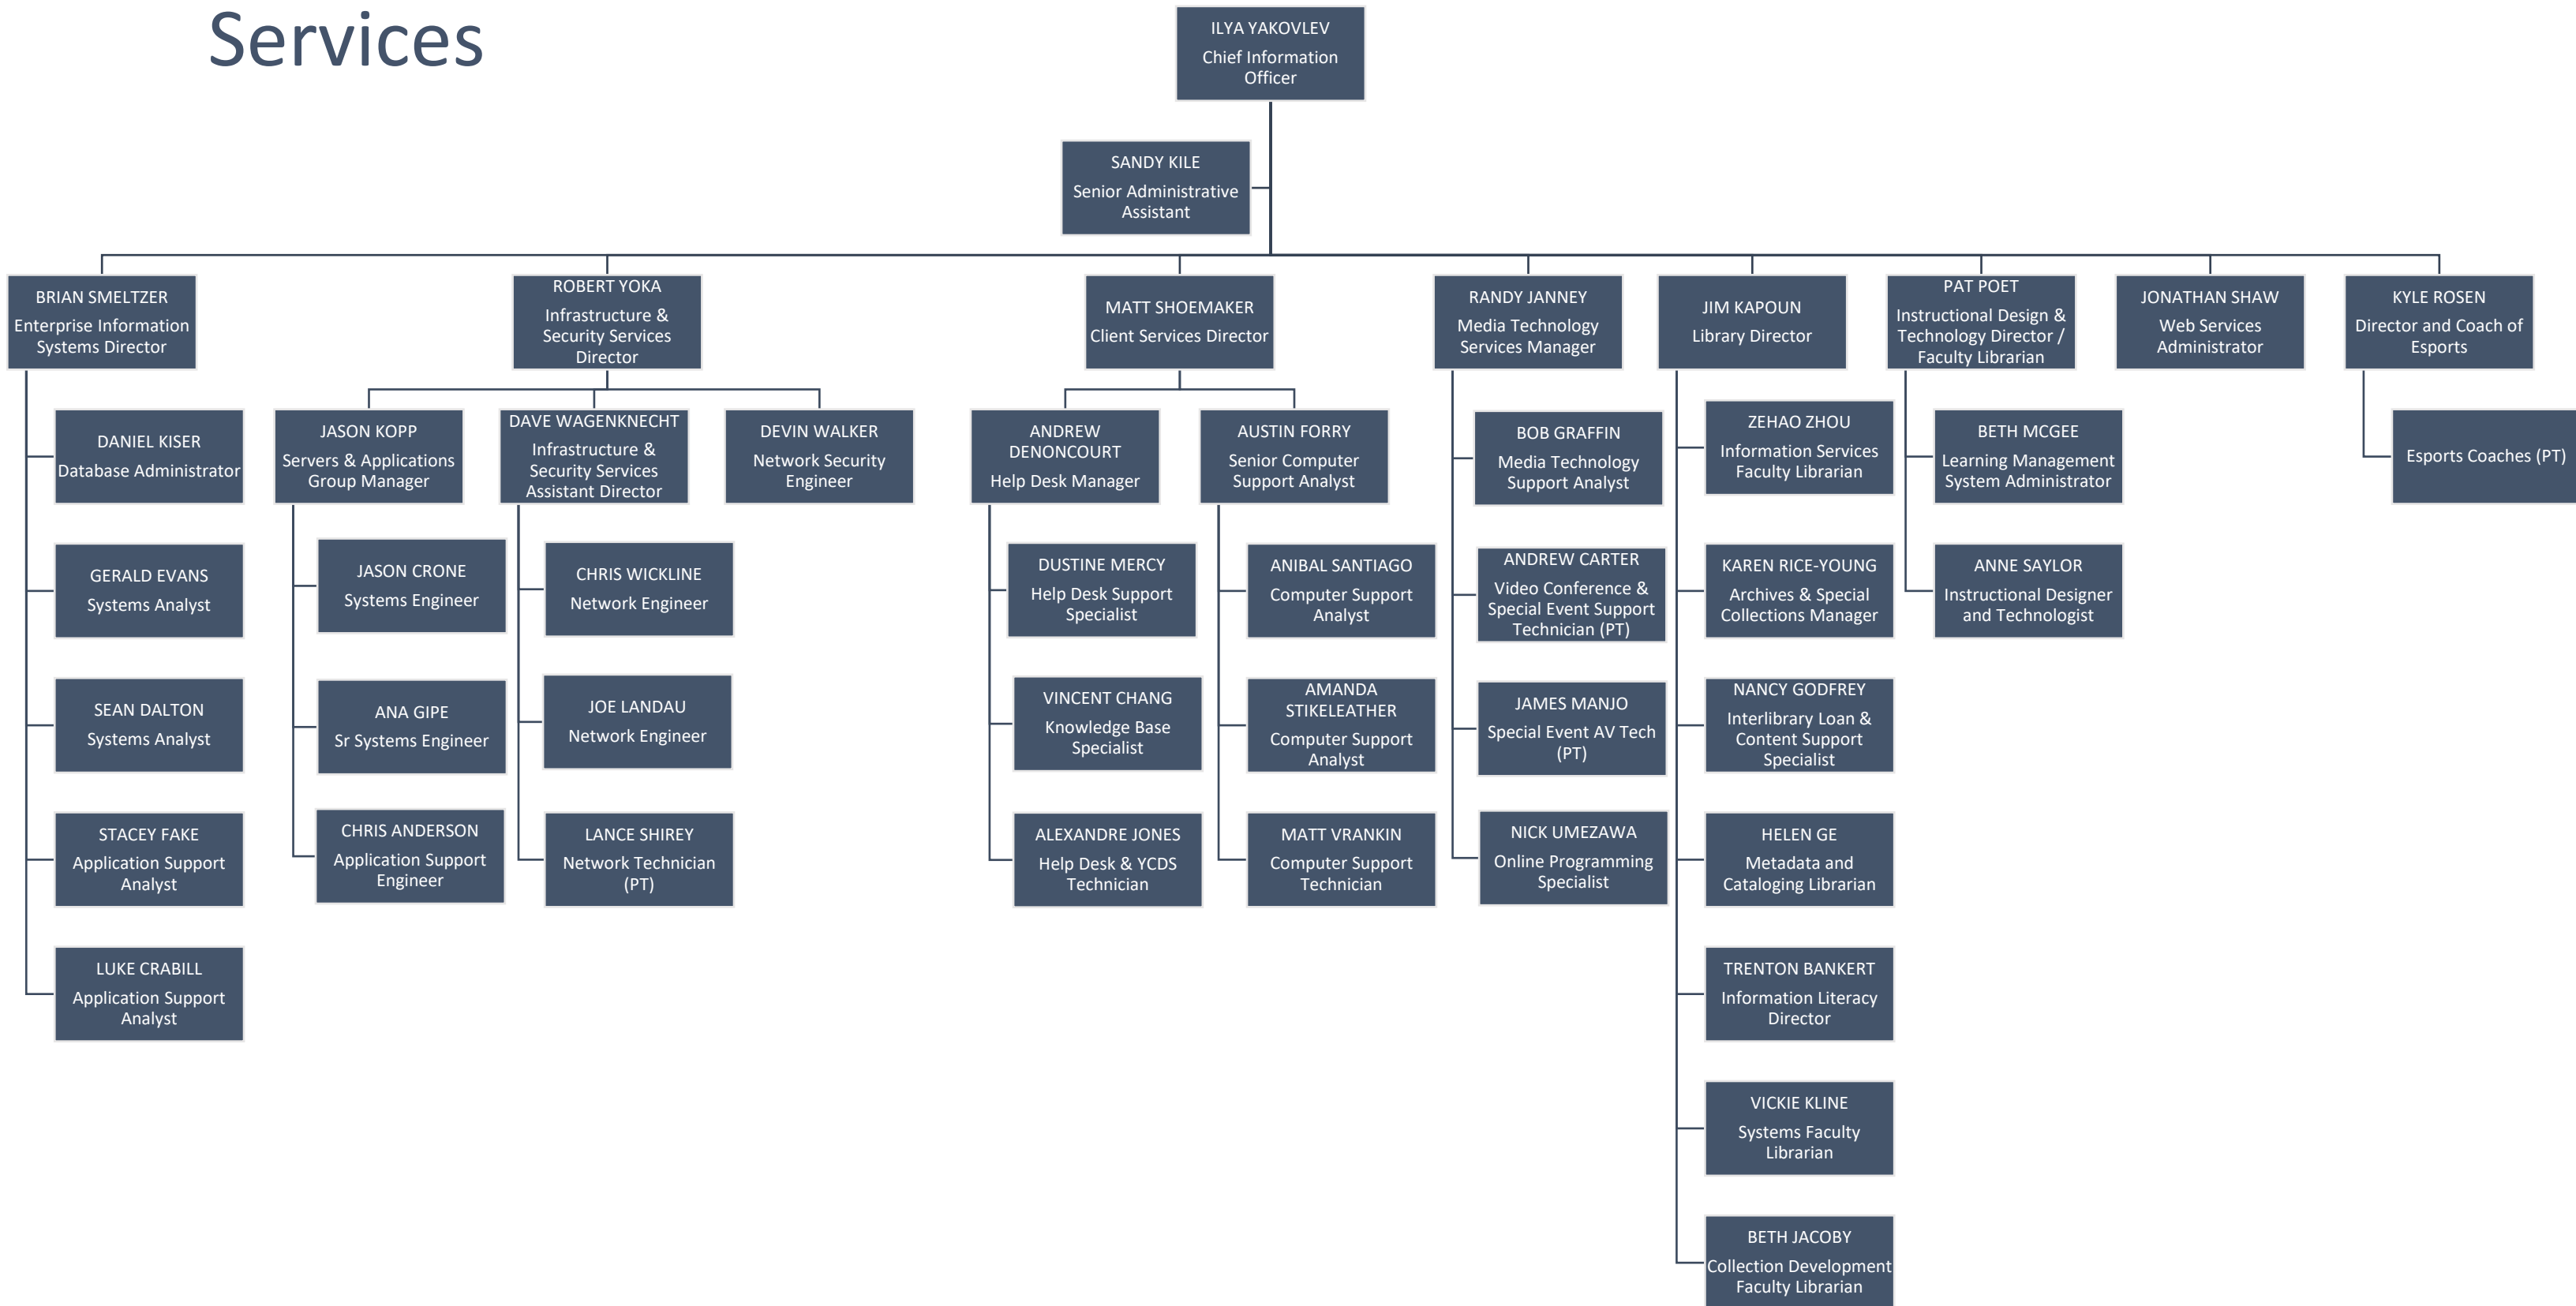 Services
ILYA YAKOVLEV
Chief Information
Officer
SANDY KILE
Senior Administrative
Assistant
BRIAN SMELTZER
Enterprise Information
Systems Director
ROBERT YOKA
Infrastructure &
Security Services
Director
MATT SHOEMAKER
Client Services Director
RANDY JANNEY
Media Technology
Services Manager
JIM KAPOUN
Library Director
PAT POET
Instructional Design &
Technology Director /
Faculty Librarian
JONATHAN SHAW
Web Services
Administrator
KYLE ROSEN
Director and Coach of
Esports
DANIEL KISER
Database Administrator
GERALD EVANS
Systems Analyst
SEAN DALTON
Systems Analyst
STACEY FAKE
Application Support
Analyst
LUKE CRABILL
Application Support
Analyst
JASON KOPP
Servers & Applications
Group Manager
JASON CRONE
Systems Engineer
ANA GIPE
Sr Systems Engineer
CHRIS ANDERSON
Application Support
Engineer
DAVE WAGENKNECHT
Infrastructure &
Security Services
Assistant Director
CHRIS WICKLINE
Network Engineer
JOE LANDAU
Network Engineer
LANCE SHIREY
Network Technician
(PT)
DEVIN WALKER
Network Security
Engineer
ANDREW
DENONCOURT
Help Desk Manager
DUSTINE MERCY
Help Desk Support
Specialist
VINCENT CHANG
Knowledge Base
Specialist
ALEXANDRE JONES
Help Desk & YCDS
Technician
AUSTIN FORRY
Senior Computer
Support Analyst
ANIBAL SANTIAGO
Computer Support
Analyst
AMANDA
STIKELEATHER
Computer Support
Analyst
MATT VRANKIN
Computer Support
Technician
BOB GRAFFIN
Media Technology
Support Analyst
ANDREW CARTER
Video Conference &
Special Event Support
Technician (PT)
JAMES MANJO
Special Event AV Tech
(PT)
NICK UMEZAWA
Online Programming
Specialist
ZEHAO ZHOU
Information Services
Faculty Librarian
KAREN RICE-YOUNG
Archives & Special
Collections Manager
NANCY GODFREY
Interlibrary Loan &
Content Support
Specialist
HELEN GE
Metadata and
Cataloging Librarian
TRENTON BANKERT
Information Literacy
Director
VICKIE KLINE
Systems Faculty
Librarian
BETH JACOBY
Collection Development
Faculty Librarian
BETH MCGEE
Learning Management
System Administrator
ANNE SAYLOR
Instructional Designer
and Technologist
Esports Coaches (PT)